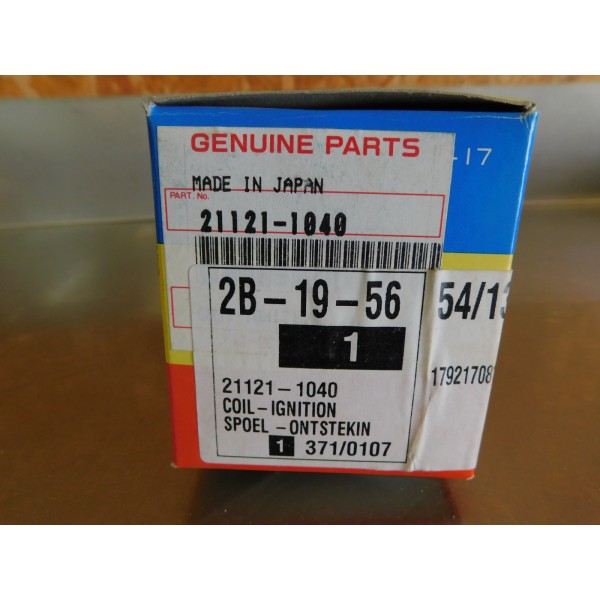 GENUINE PARTS
-17
MADE IN JAPAN
PART. No.
21121-1040
2B-19-56
54/13
1
17921708
21121-1040
COIL-IGNITION
SPOEL-ONTSTEKIN
1 371/0107